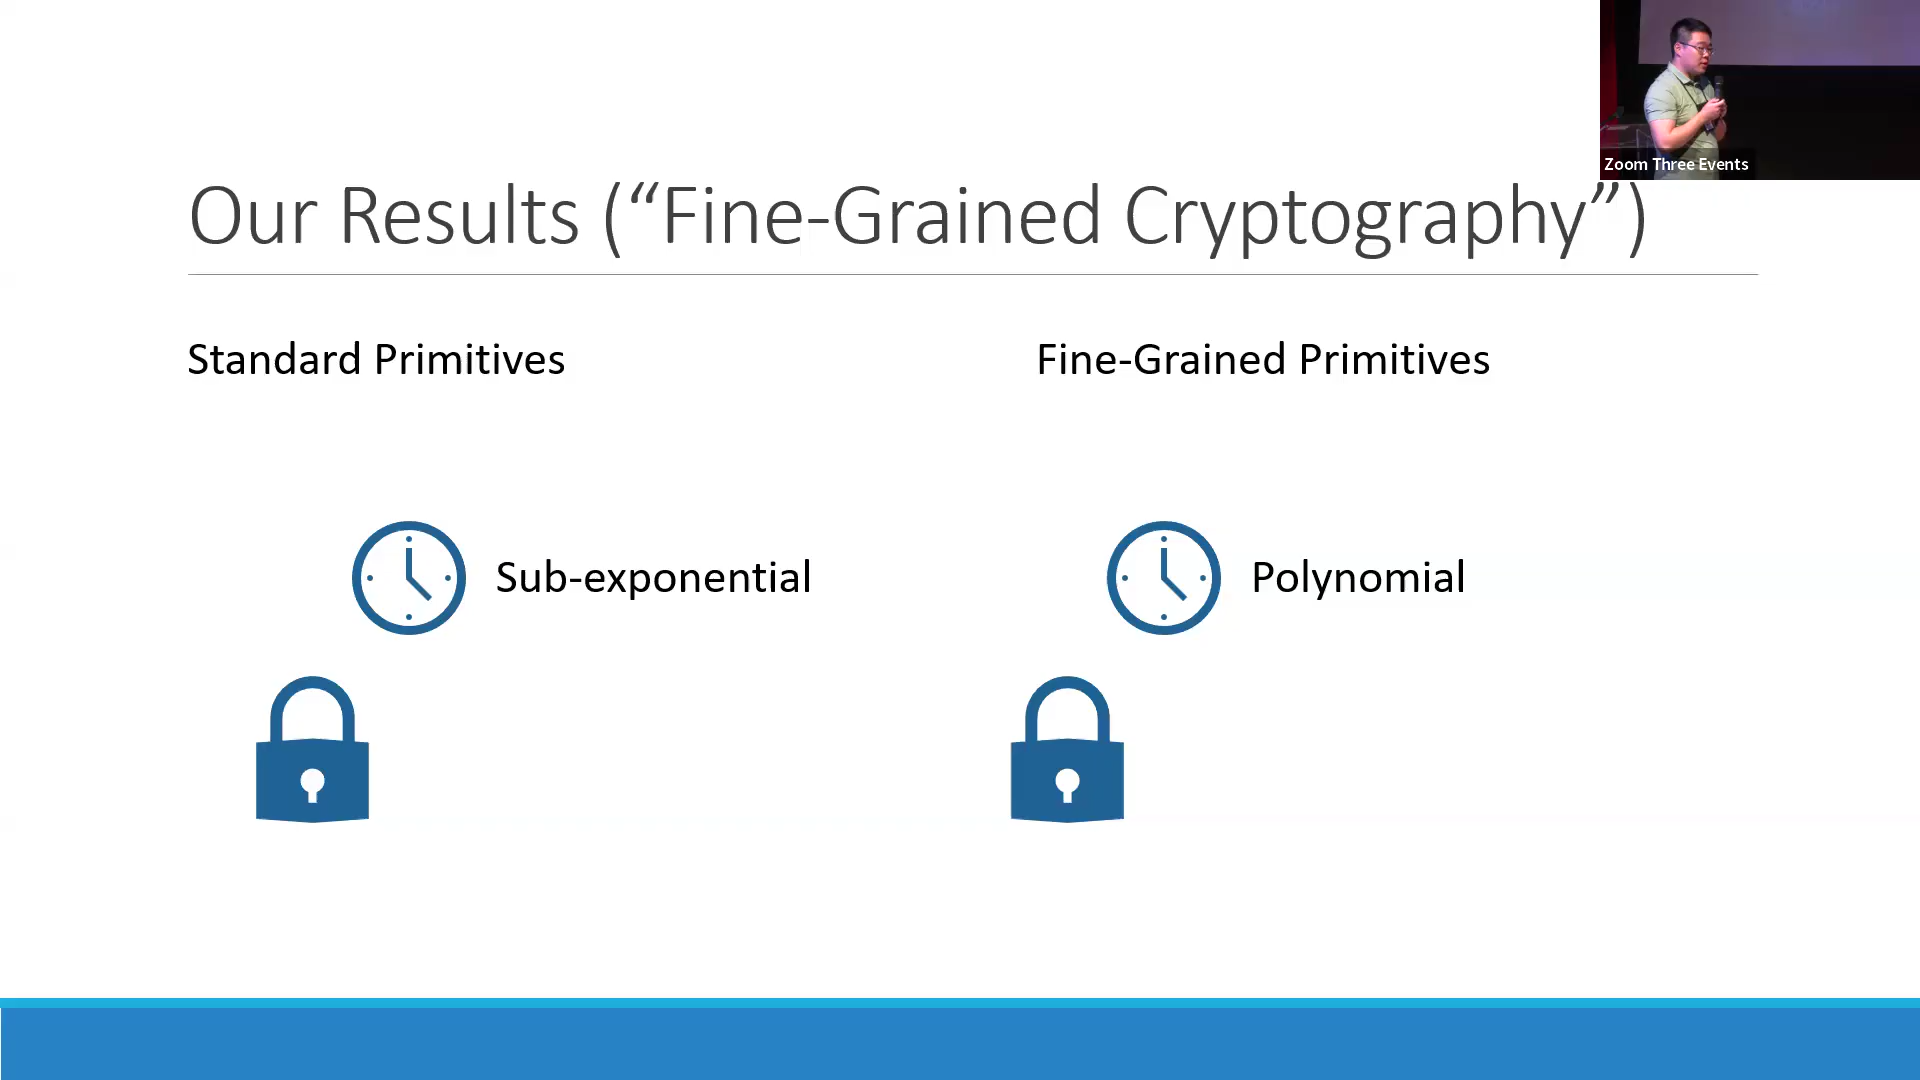 Zoom Three Events
Our Results (“Fine-Grained Cryptography”)
Standard Primitives
Fine-Grained Primitives
Sub-exponential
Polynomial